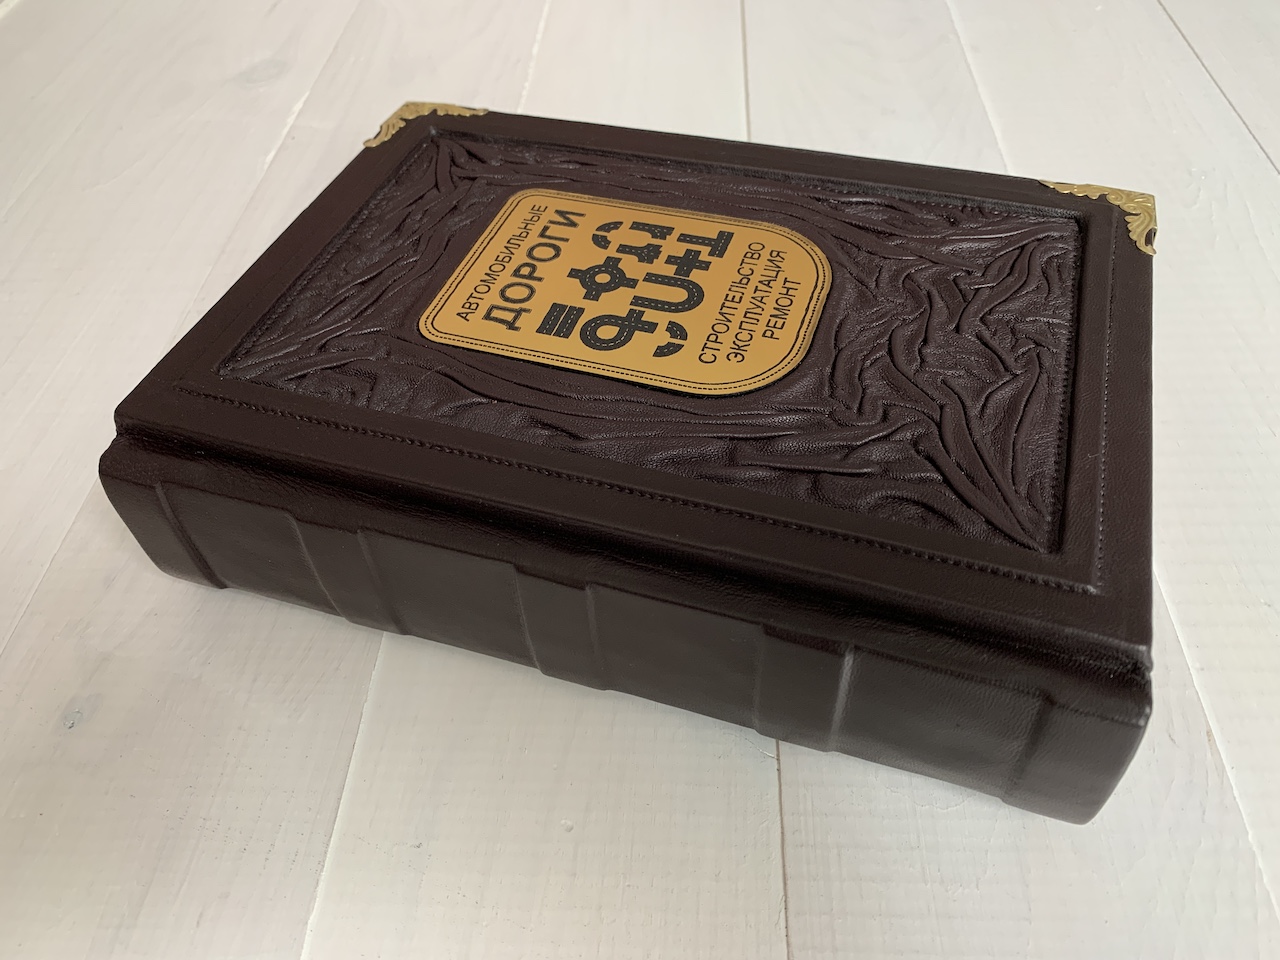 АВТОМОБИЛЬНЫЕ
ДОРОГИ
СТРОИТЕЛЬСТВО
ЭКСПЛУАТАЦИЯ
РЕМОНТ